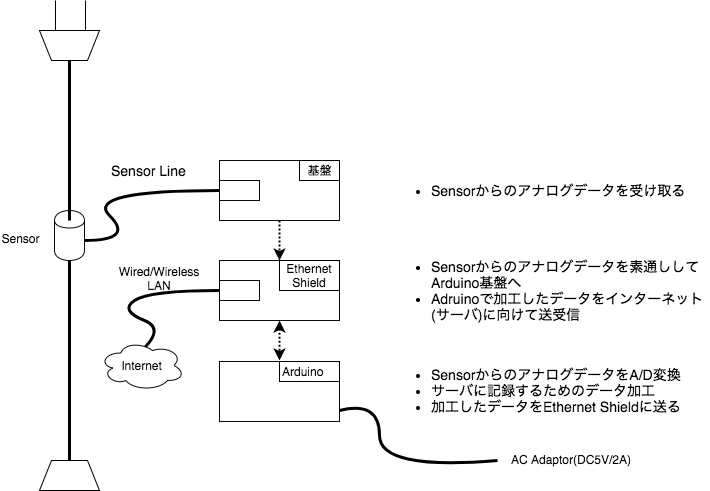 Sensor Line
基盤
• Sensorからのアナログデータを受け取る
Sensor
Wired/Wireless
LAN
Ethernet
Shield
• Sensorからのアナログデータを素通しして
Arduino基盤へ
• Adruinoで加工したデータをインターネット
(サーバ)に向けて送受信
Internet
Arduino
• SensorからのアナログデータをA/D変換
• サーバに記録するためのデータ加工
• 加工したデータをEthernet Shieldに送る
AC Adaptor(DC5V/2A)